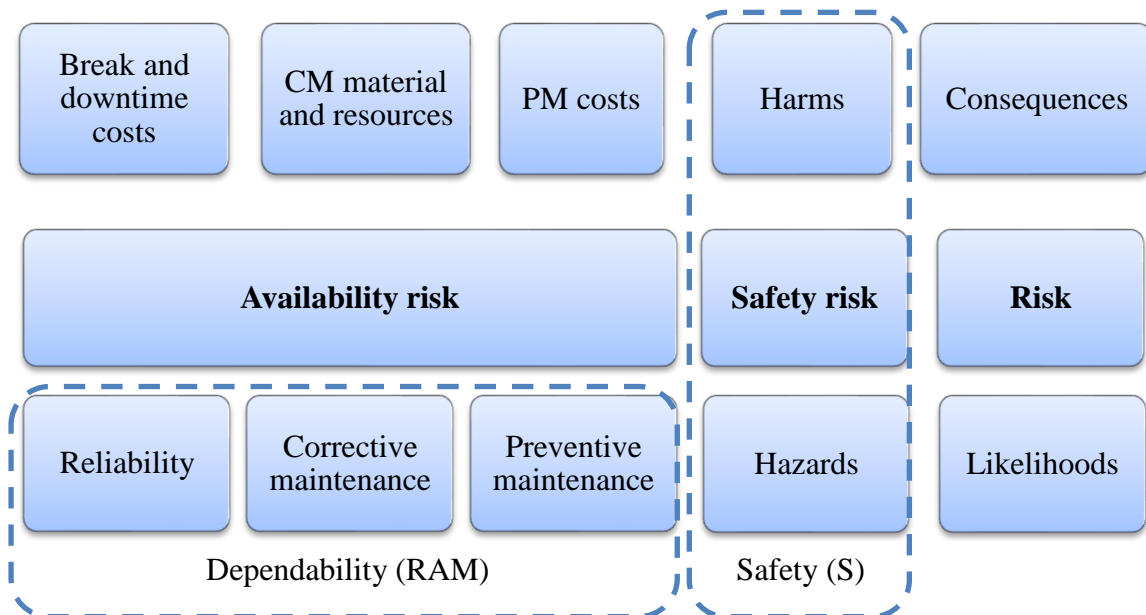 Break and
downtime
costs
CM material
and resources
PM costs
Harms
Consequences
Availability risk
Safety risk
Risk
Reliability
Corrective
maintenance
Preventive
maintenance
Hazards
Likelihoods
Dependability (RAM)
Safety (S)